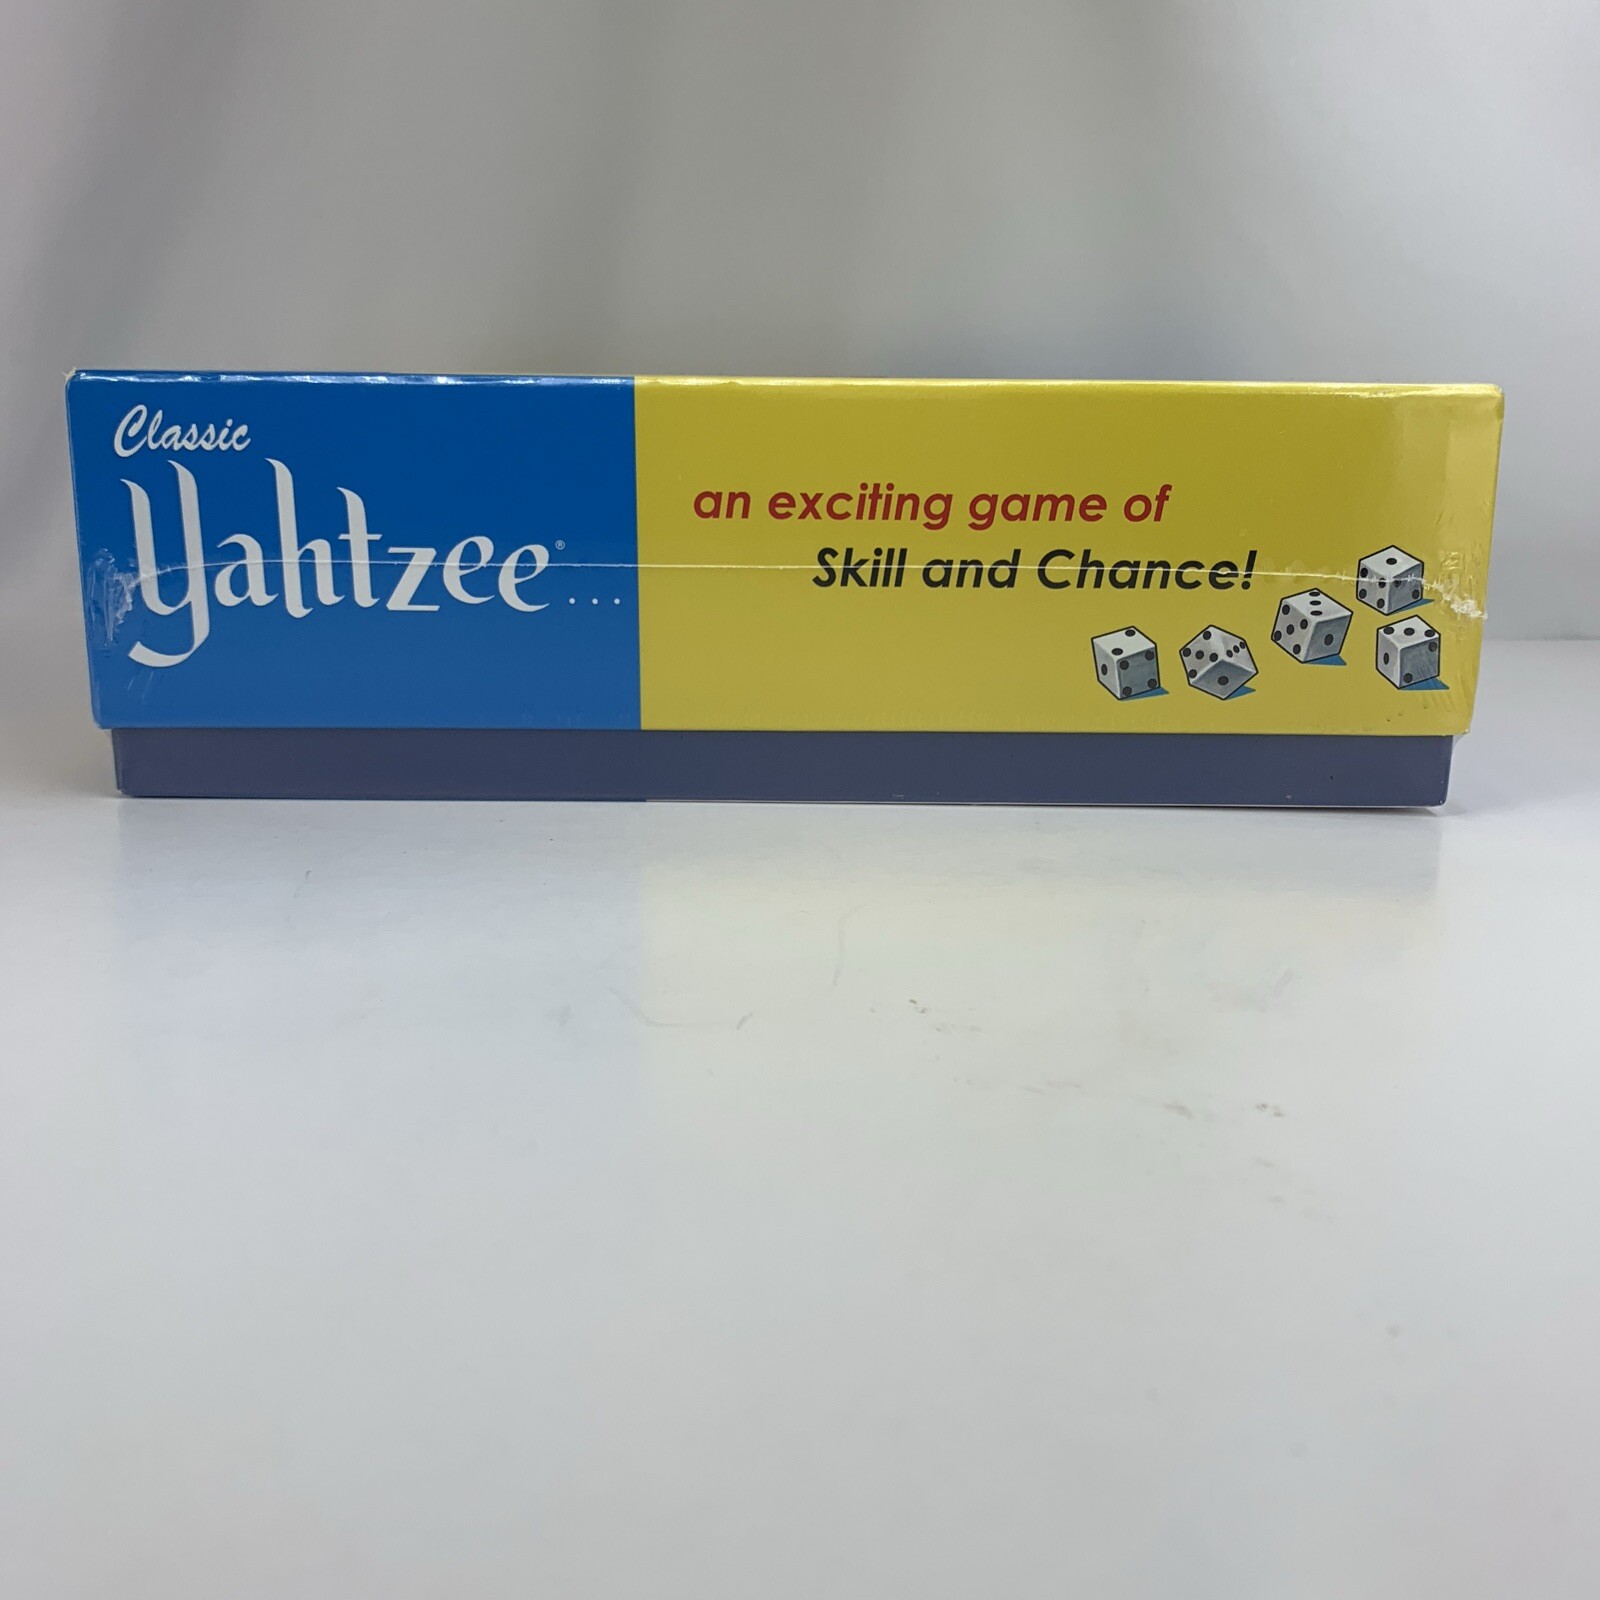 Classic
Yahtzee®...
an exciting game of
Skill and Chance!